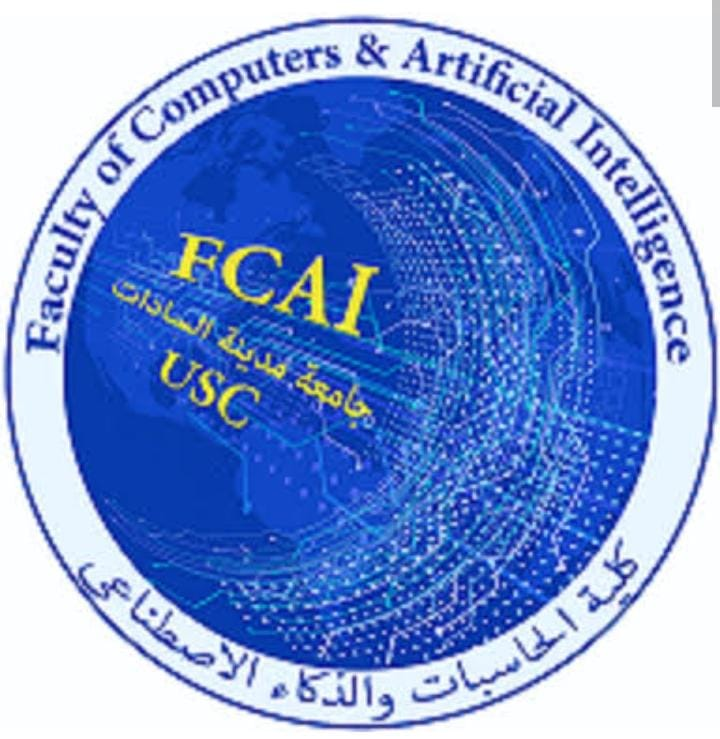 Faculty of Computers & Artificial Intelligence
FCAI
جامعة مدينة السادات
USC
كلية الحاسبات والذكاء الاصطناعي